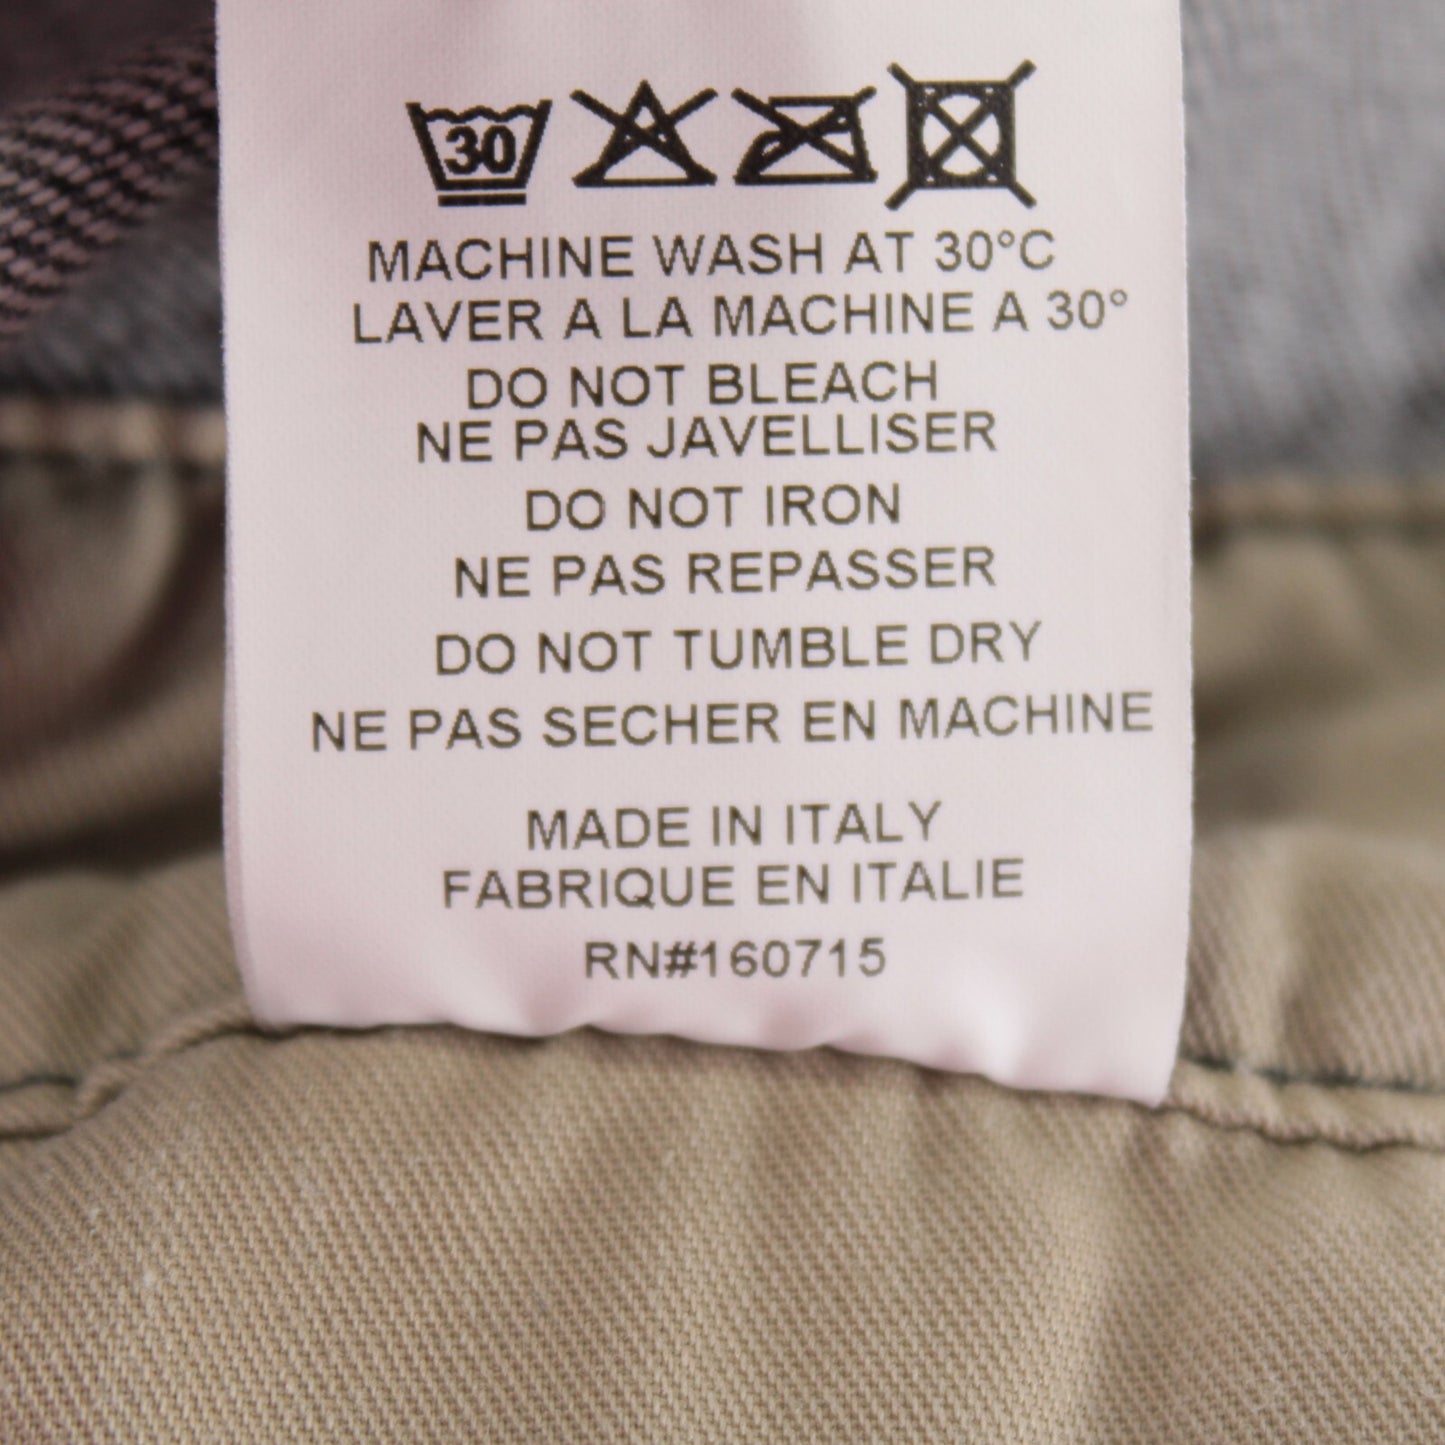 30
MACHINE WASH AT 30°C
LAVER A LA MACHINE A 30°
DO NOT BLEACH
NE PAS JAVELLISER
DO NOT IRON
NE PAS REPASSER
DO NOT TUMBLE DRY
NE PAS SECHER EN MACHINE
MADE IN ITALY
FABRIQUE EN ITALIE
RN#160715